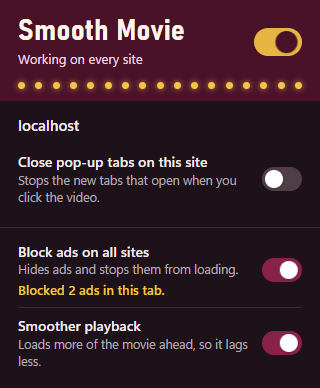 Smooth Movie
Working on every site
localhost
Close pop-up tabs on this site
Stops the new tabs that open when you
click the video.
Block ads on all sites
Hides ads and stops them from loading.
Blocked 2 ads in this tab.
Smoother playback
Loads more of the movie ahead, so it lags
less.